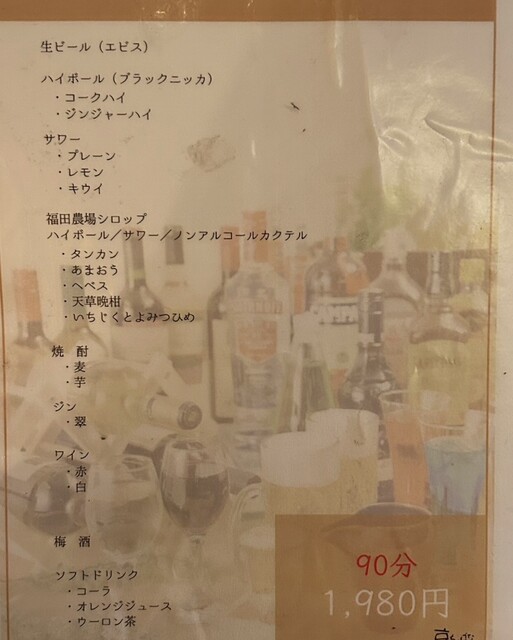 生ビール（エビス）
ハイボール（ブラックニッカ）
・コークハイ
・ジンジャーハイ
サワー
・プレーン
・レモン
・キウイ
福田農場シロップ
ハイボール／サワー／ノンアルコールカクテル
・タンカン
・あまおう
・ヘベス
・天草晩柑
・いちじくとよみつひめ
焼　酎
・麦
・芋
ジン
・翠
ワイン
・赤
・白
梅　酒
ソフトドリンク
・コーラ
・オレンジジュース
・ウーロン茶
90分
1,980円